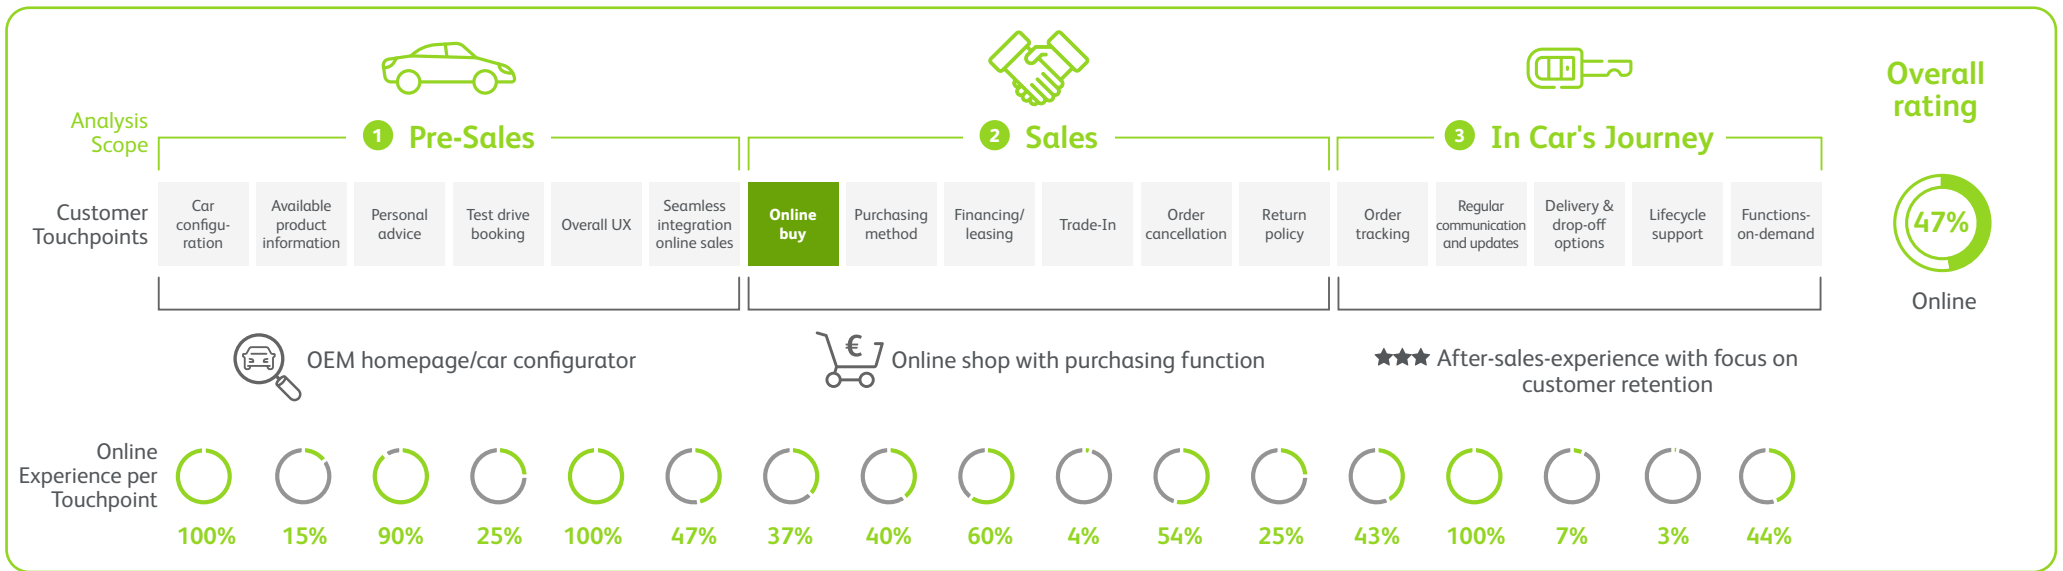 Overall
rating
Analysis
Scope
1 Pre-Sales
2 Sales
3 In Car's Journey
Customer
Touchpoints
Car
configu-
ration
Available
product
information
Personal
advice
Test drive
booking
Overall UX
Seamless
integration
online sales
Online
buy
Purchasing
method
Financing/
leasing
Trade-In
Order
cancellation
Return
policy
Order
tracking
Regular
communication
and updates
Delivery &
drop-off
options
Lifecycle
support
Functions-
on-demand
47%
Online
OEM homepage/car configurator
€
Online shop with purchasing function
After-sales-experience with focus on
customer retention
Online
Experience per
Touchpoint
100% 15% 90% 25% 100% 47% 37% 40% 60% 4% 54% 25% 43% 100% 7% 3% 44%